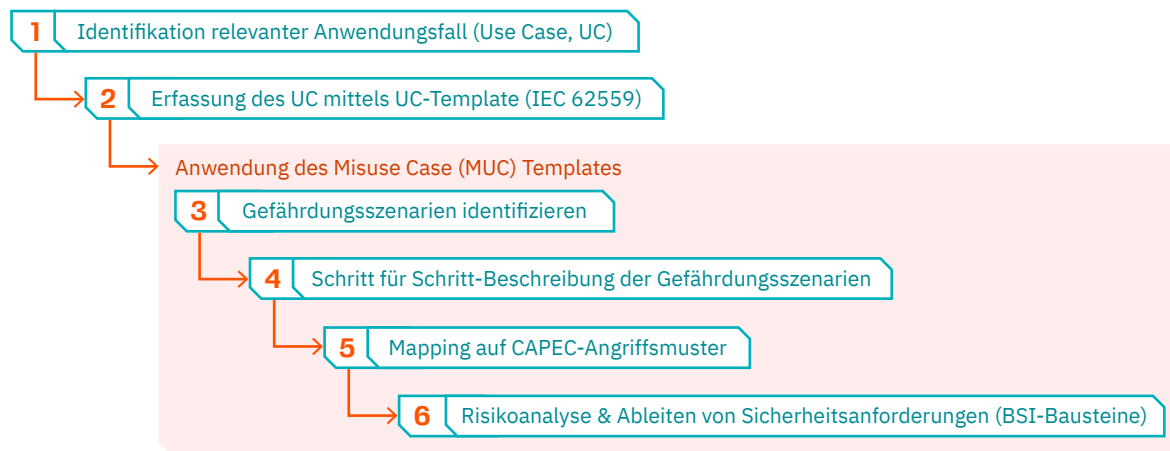 1 Identifikation relevanter Anwendungsfall (Use Case, UC)
2 Erfassung des UC mittels UC-Template (IEC 62559)
Anwendung des Misuse Case (MUC) Templates
3 Gefährdungsszenarien identifizieren
4 Schritt für Schritt-Beschreibung der Gefährdungsszenarien
5 Mapping auf CAPEC-Angriffsmuster
6 Risikoanalyse & Ableiten von Sicherheitsanforderungen (BSI-Bausteine)